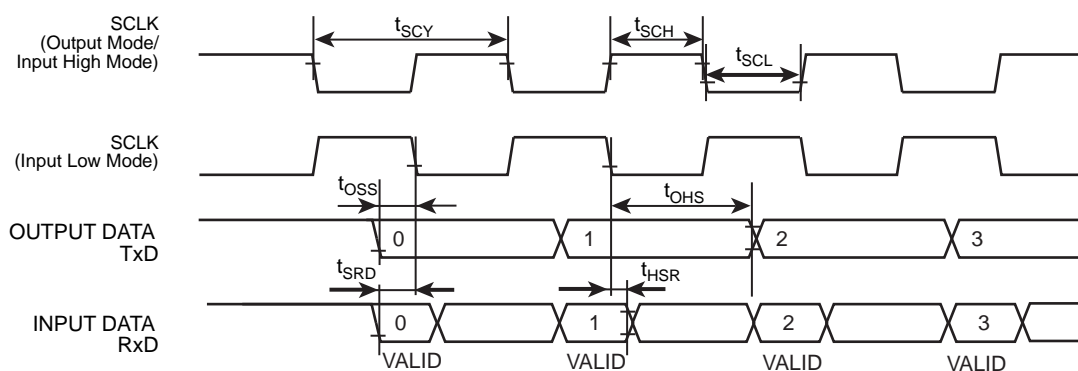 SCLK
(Output Mode/
Input High Mode)
tSCY
tSCH
tSCL
SCLK
(Input Low Mode)
tOSS
tOHS
OUTPUT DATA
TxD
0
1
2
3
tSRD
tHSR
INPUT DATA
RxD
0
1
2
3
VALID
VALID
VALID
VALID